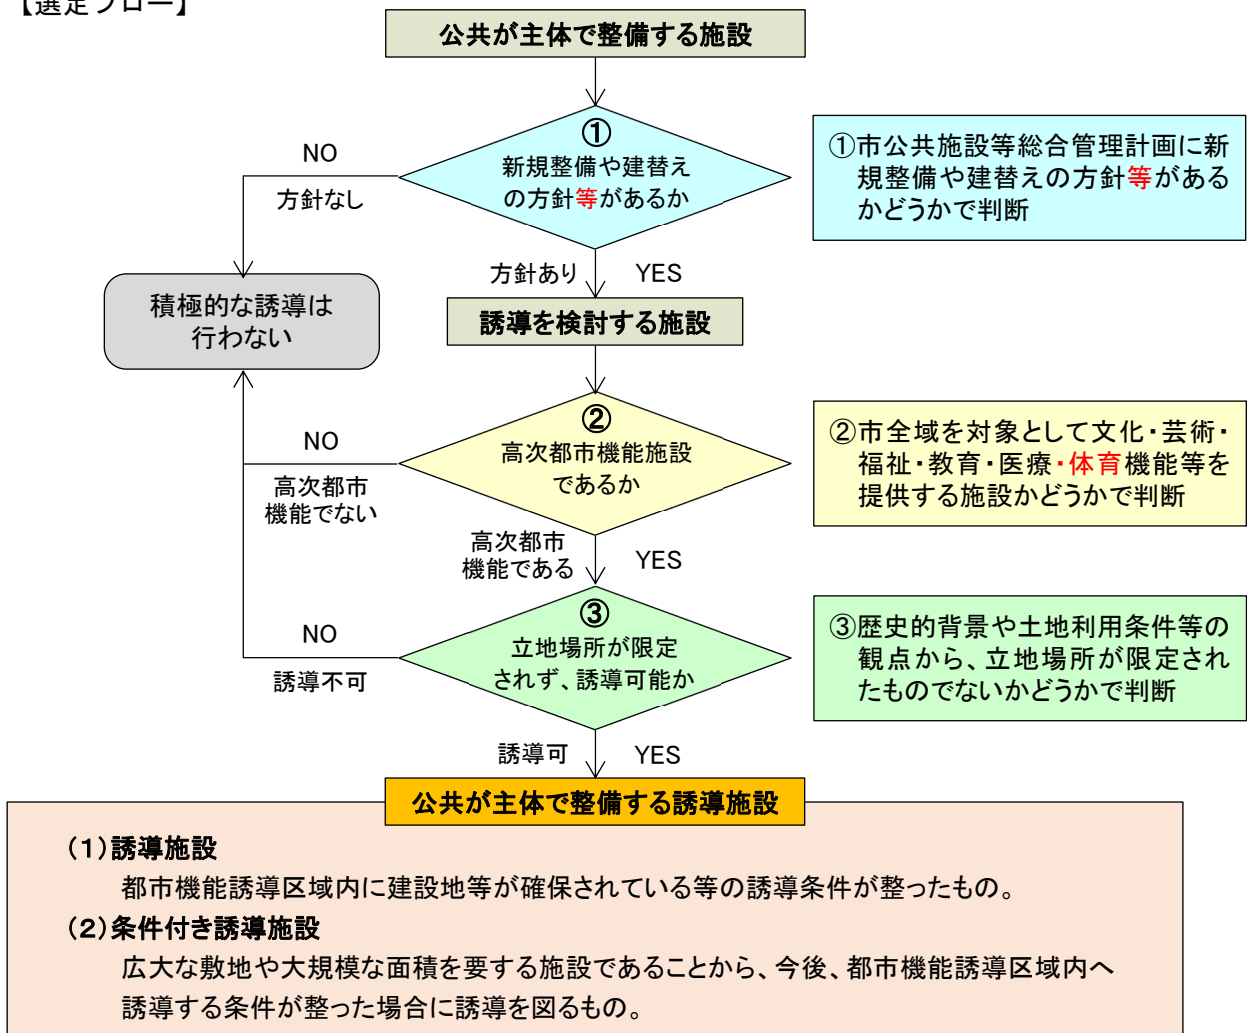 【選定フロー】
公共が主体で整備する施設
①
新規整備や建替え
の方針等があるか
NO
方針なし
①市公共施設等総合管理計画に新
規整備や建替えの方針等がある
かどうかで判断
方針あり
YES
積極的な誘導は
行わない
誘導を検討する施設
②
高次都市機能施設
であるか
NO
高次都市
機能でない
②市全域を対象として文化・芸術・
福祉・教育・医療・体育機能等を
提供する施設かどうかで判断
高次都市
機能である
YES
③
立地場所が限定
されず、誘導可能か
NO
誘導不可
③歴史的背景や土地利用条件等の
観点から、立地場所が限定され
たものでないかどうかで判断
誘導可
YES
公共が主体で整備する誘導施設
（１）誘導施設
都市機能誘導区域内に建設地等が確保されている等の誘導条件が整ったもの。
（２）条件付き誘導施設
広大な敷地や大規模な面積を要する施設であることから、今後、都市機能誘導区域内へ
誘導する条件が整った場合に誘導を図るもの。